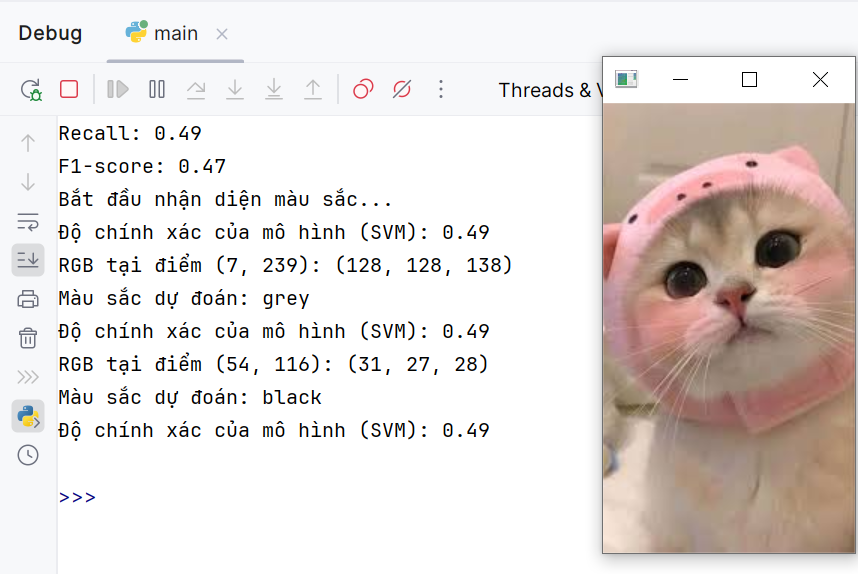 Debug
main
Threads & V
Recall: 0.49
F1-score: 0.47
Bắt đầu nhận diện màu sắc...
Độ chính xác của mô hình (SVM): 0.49
RGB tại điểm (7, 239): (128, 128, 138)
Màu sắc dự đoán: grey
Độ chính xác của mô hình (SVM): 0.49
RGB tại điểm (54, 116): (31, 27, 28)
Màu sắc dự đoán: black
Độ chính xác của mô hình (SVM): 0.49
>>>